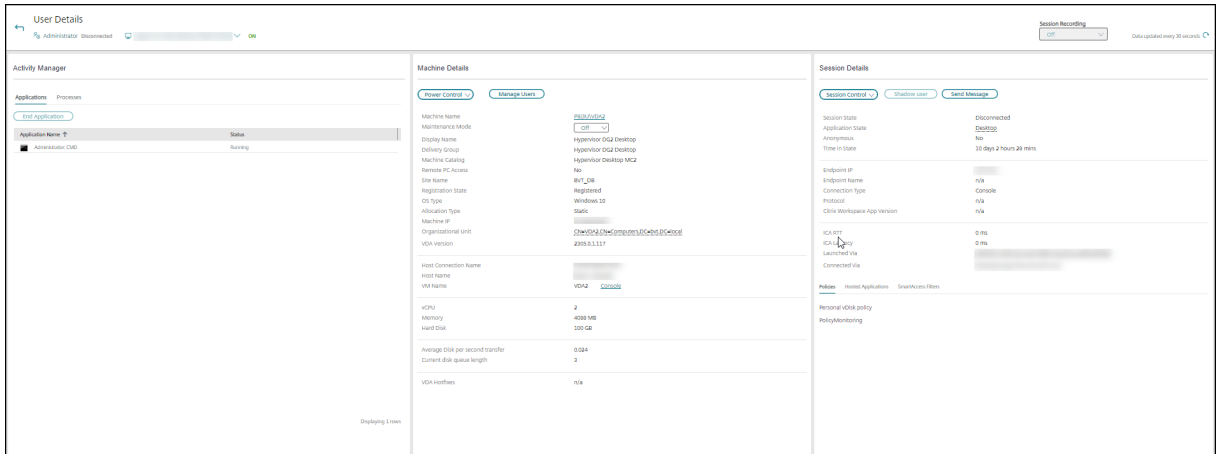 User Details
Administrator Disconnected ON
Session Recording
Off
Data updated every 30 seconds
Activity Manager
Applications Processes
End Application
Application Name Status
Administrator: CMD Running
Displaying 1 rows
Machine Details
Power Control Manage Users
Machine Name PBDU\VDA2
Maintenance Mode Off
Display Name Hypervisor DG2 Desktop
Delivery Group Hypervisor DG2 Desktop
Machine Catalog Hypervisor Desktop MC2
Remote PC Access No
Site Name BVT_DB
Registration State Registered
OS Type Windows 10
Allocation Type Static
Machine IP
Organizational Unit CN=VDA2,CN=Computers,DC=bvt,DC=local
VDA Version 2305.0.1.117
Host Connection Name
Host Name
VM Name VDA2 Console
vCPU 2
Memory 4088 MB
Hard Disk 100 GB
Average Disk per second transfer 0.024
Current disk queue length 3
VDA Hotfixes n/a
Session Details
Session Control Shadow user Send Message
Session State Disconnected
Application State Desktop
Anonymous No
Time in State 10 days 2 hours 29 mins
Endpoint IP
Endpoint Name n/a
Connection Type Console
Protocol n/a
Citrix Workspace App Version n/a
ICA RTT 0 ms
ICA Latency 0 ms
Launched Via
Connected Via
Policies Hosted Applications SmartAccess Filters
Personal vDisk policy
PolicyMonitoring